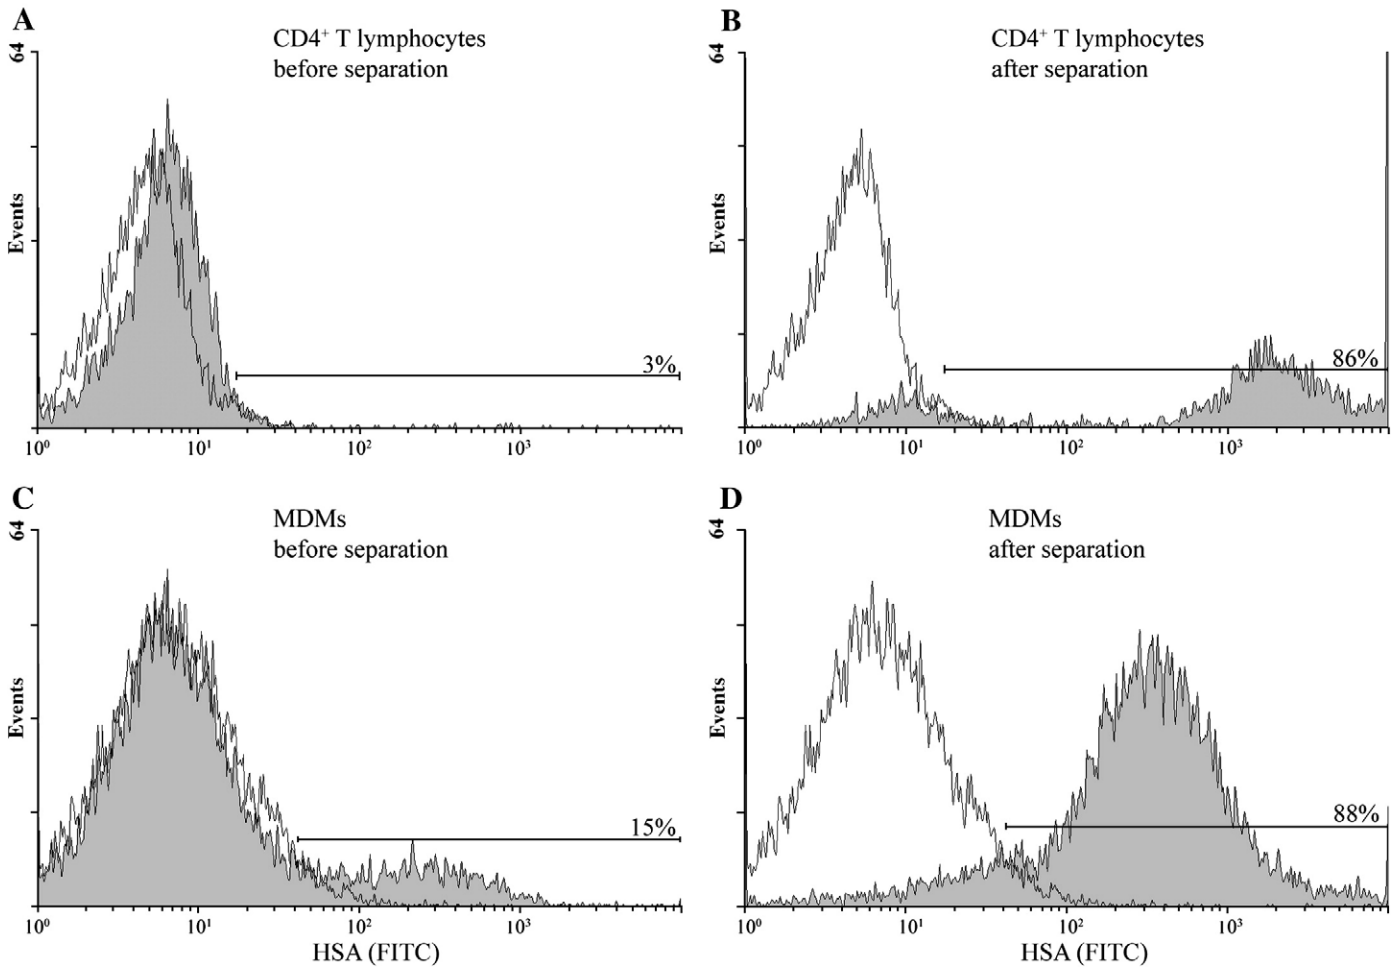 A
CD4⁺ T lymphocytes
before separation
64
Events
3%
10⁰ 10¹ 10² 10³
B
CD4⁺ T lymphocytes
after separation
64
Events
86%
10⁰ 10¹ 10² 10³
C
MDMs
before separation
64
Events
15%
10⁰ 10¹ 10² 10³
HSA (FITC)
D
MDMs
after separation
64
Events
88%
10⁰ 10¹ 10² 10³
HSA (FITC)